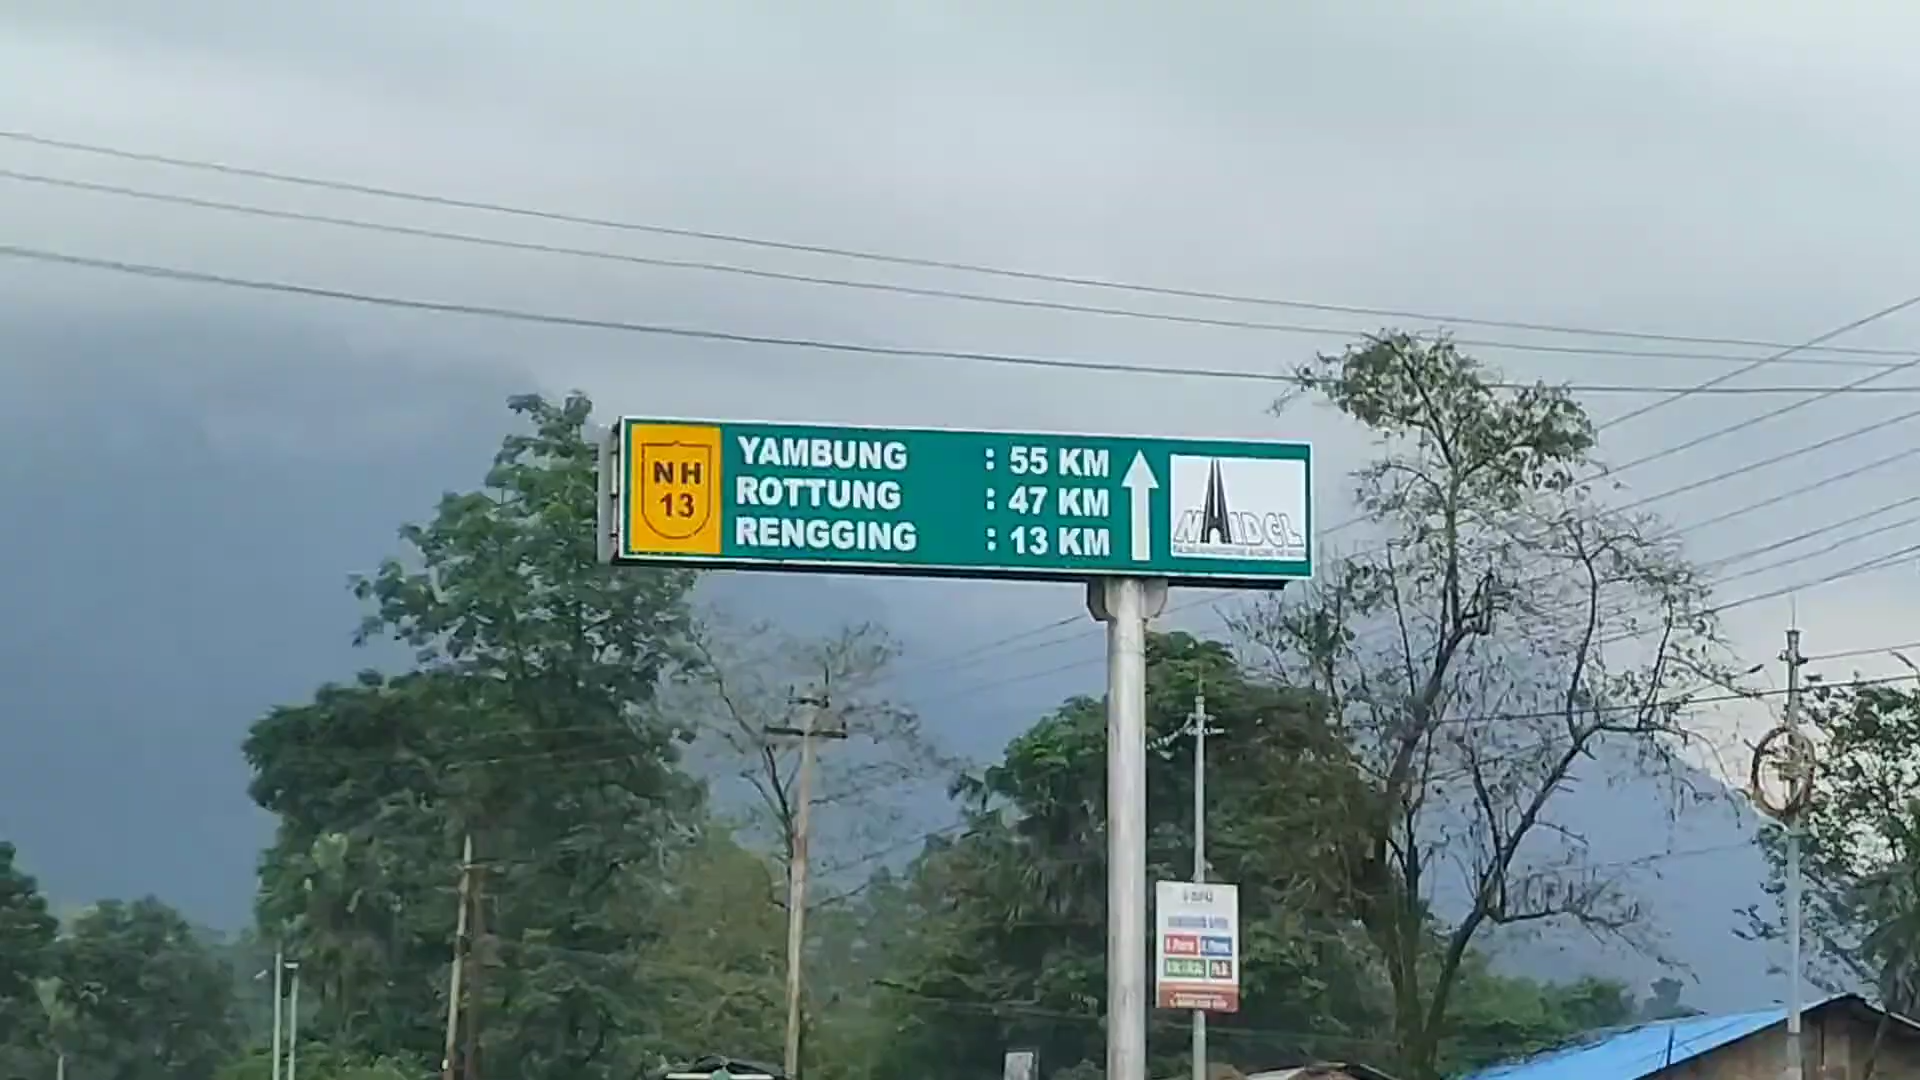 NH
13
YAMBUNG : 55 KM
ROTTUNG : 47 KM
RENGGING : 13 KM
NHIDCL